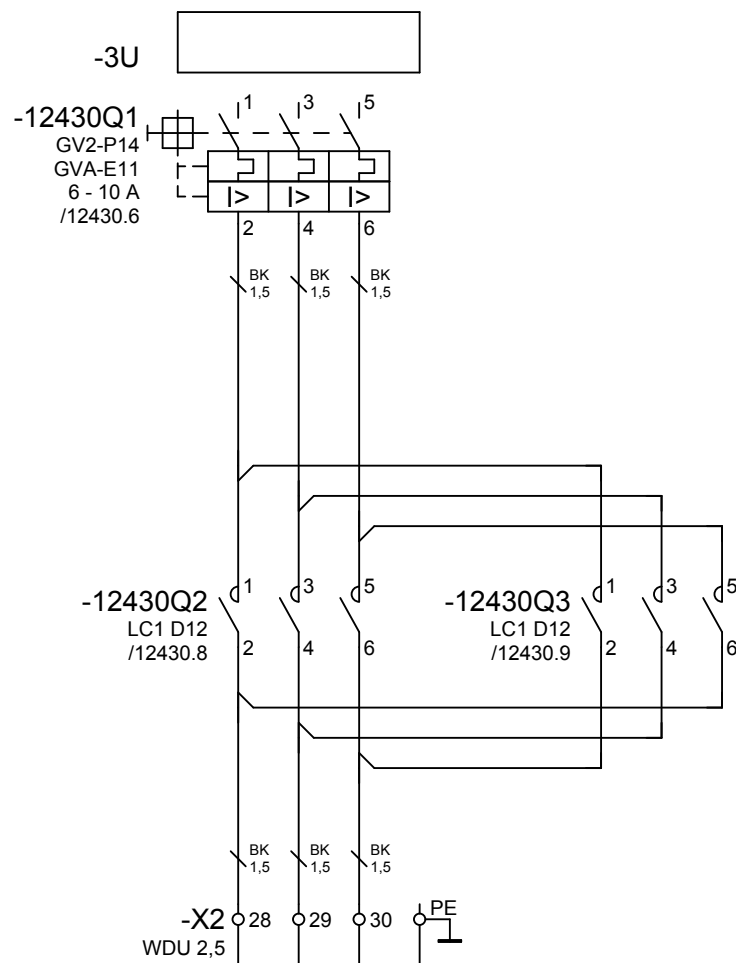 -3U
1 3 5
-12430Q1
GV2-P14
GVA-E11
6 - 10 A
/12430.6
I> I> I>
2 4 6
BK BK BK
1,5 1,5 1,5
1 3 5 1 3 5
-12430Q2 -12430Q3
LC1 D12 LC1 D12
/12430.8 /12430.9
2 4 6 2 4 6
BK BK BK
1,5 1,5 1,5
-X2 28 29 30 PE
WDU 2,5